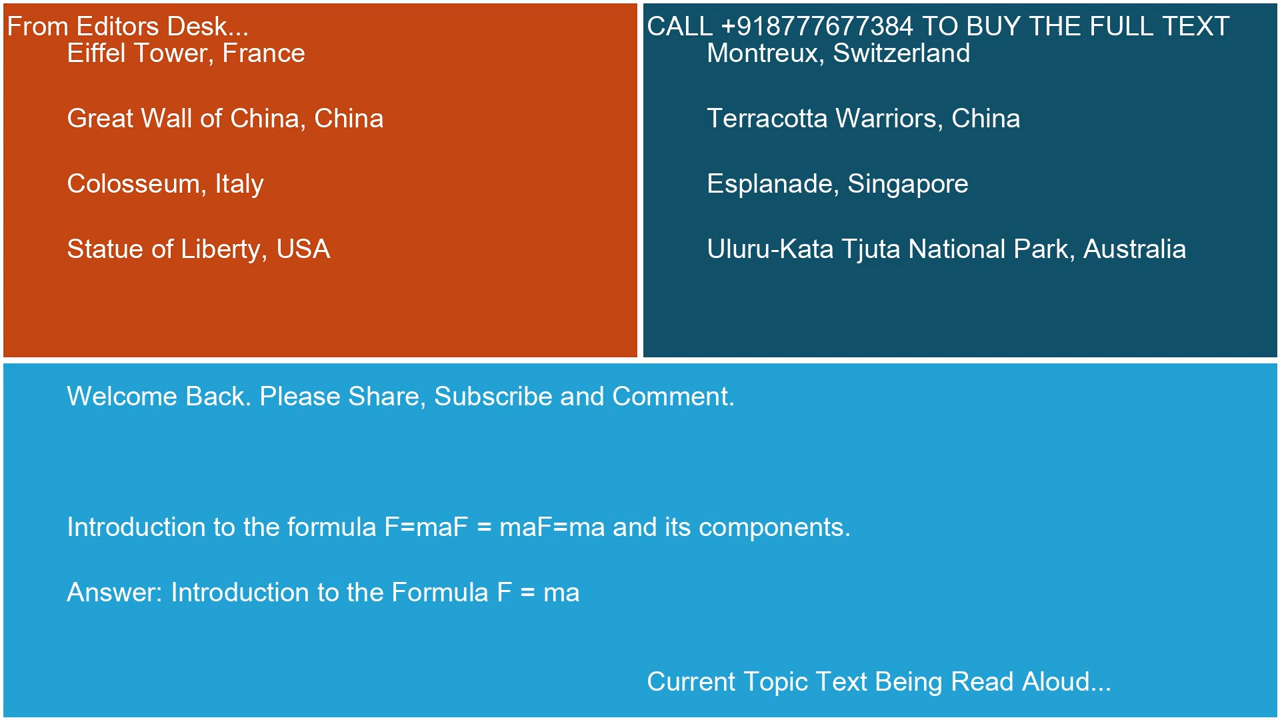 From Editors Desk...
Eiffel Tower, France
Great Wall of China, China
Colosseum, Italy
Statue of Liberty, USA
CALL +918777677384 TO BUY THE FULL TEXT
Montreux, Switzerland
Terracotta Warriors, China
Esplanade, Singapore
Uluru-Kata Tjuta National Park, Australia
Welcome Back. Please Share, Subscribe and Comment.
Introduction to the formula F=maF = maF=ma and its components.
Answer: Introduction to the Formula F = ma
Current Topic Text Being Read Aloud...